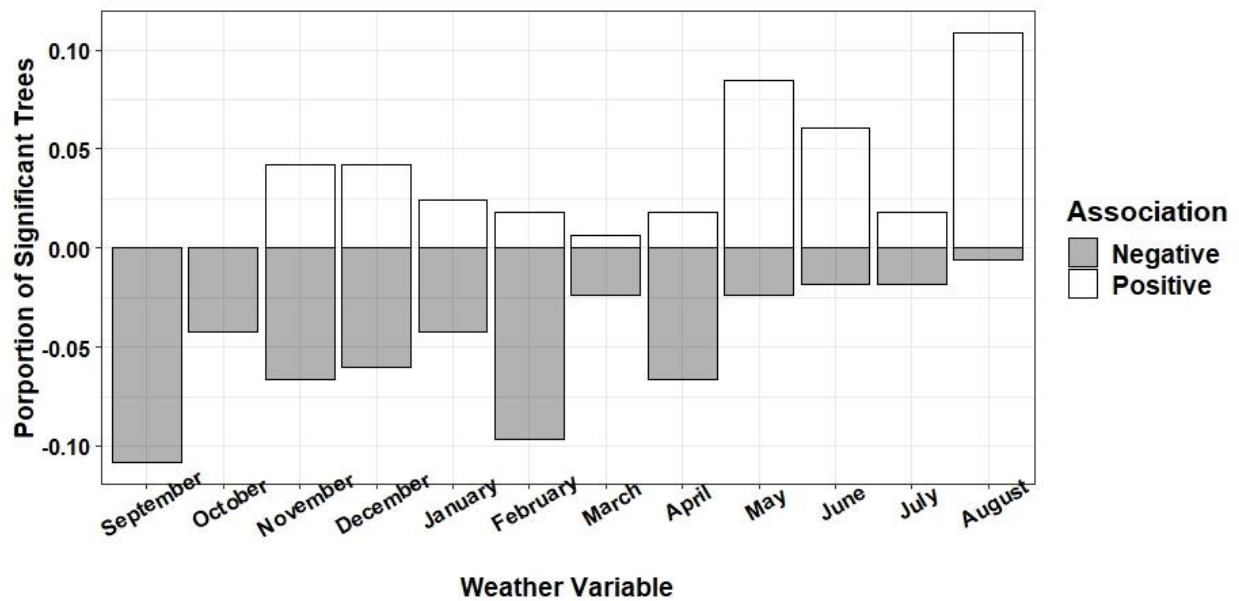 Porportion of Significant Trees
0.10
0.05
0.00
-0.05
-0.10
September
October
November
December
January
February
March
April
May
June
July
August
Weather Variable
Association
Negative
Positive